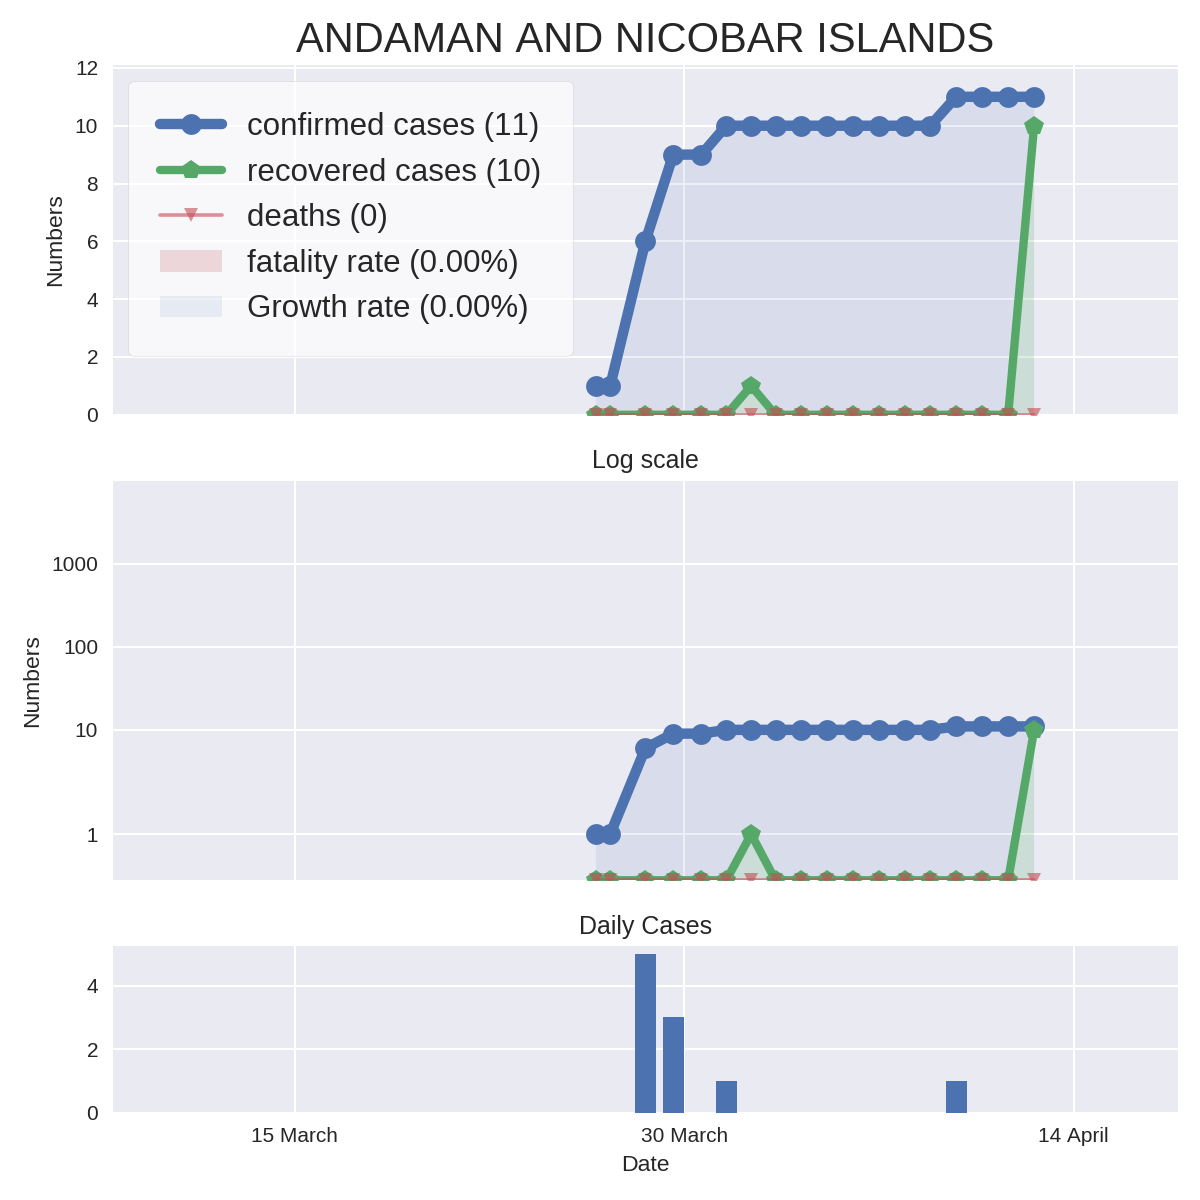 ANDAMAN AND NICOBAR ISLANDS
12
10
8
6
4
2
0
Numbers
confirmed cases (11)
recovered cases (10)
deaths (0)
fatality rate (0.00%)
Growth rate (0.00%)
Log scale
1000
100
10
1
Numbers
Daily Cases
4
2
0
15 March
30 March
14 April
Date